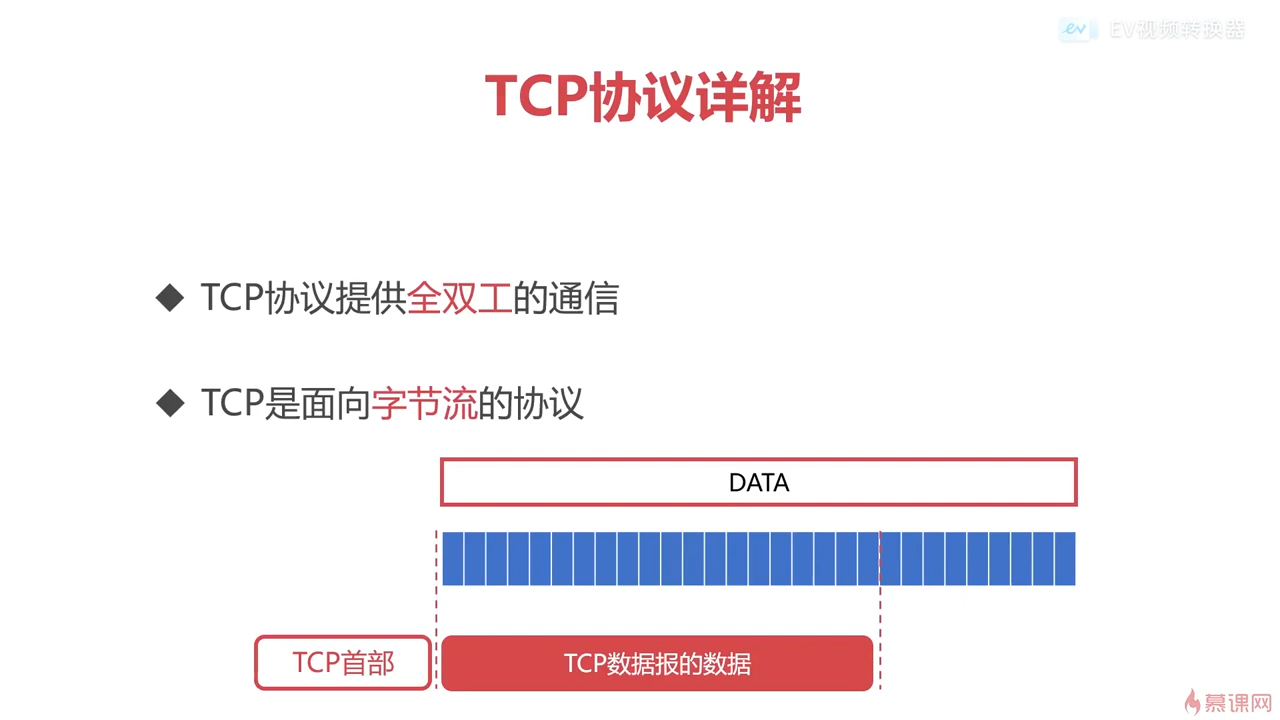 EV视频转换器
TCP协议详解
◆ TCP协议提供全双工的通信
◆ TCP是面向字节流的协议
DATA
TCP首部
TCP数据报的数据
慕课网